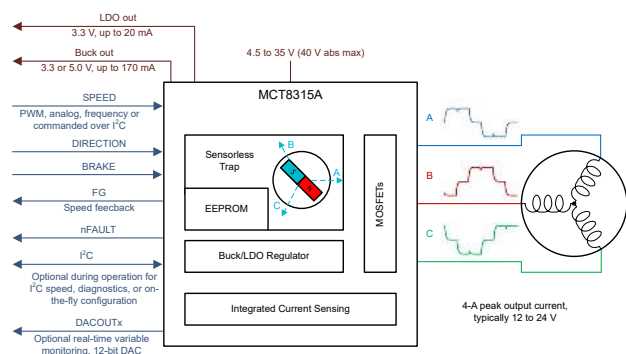 LDO out
3.3 V, up to 20 mA
Buck out
3.3 or 5.0 V, up to 170 mA
4.5 to 35 V (40 V abs max)
MCT8315A
SPEED
PWM, analog, frequency or
commanded over I²C
DIRECTION
BRAKE
FG
Speed feecback
nFAULT
I²C
Optional during operation for
I²C speed, diagnostics, or on-
the-fly configuration
DACOUTx
Optional real-time variable
monitoring, 12-bit DAC
Sensorless
Trap
EEPROM
B
A
C
MOSFETs
Buck/LDO Regulator
Integrated Current Sensing
A
B
C
4-A peak output current,
typically 12 to 24 V